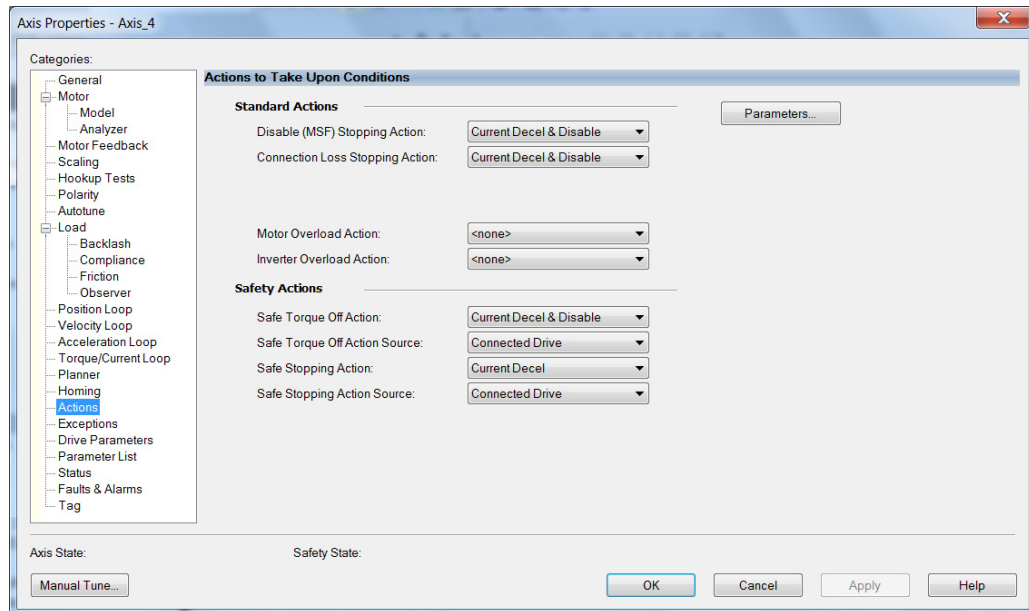 Axis Properties - Axis_4
Categories:
General
Motor
Model
Analyzer
Motor Feedback
Scaling
Hookup Tests
Polarity
Autotune
Load
Backlash
Compliance
Friction
Observer
Position Loop
Velocity Loop
Acceleration Loop
Torque/Current Loop
Planner
Homing
Actions
Exceptions
Drive Parameters
Parameter List
Status
Faults & Alarms
Tag
Actions to Take Upon Conditions
Standard Actions
Parameters...
Disable (MSF) Stopping Action: Current Decel & Disable
Connection Loss Stopping Action: Current Decel & Disable
Motor Overload Action: <none>
Inverter Overload Action: <none>
Safety Actions
Safe Torque Off Action: Current Decel & Disable
Safe Torque Off Action Source: Connected Drive
Safe Stopping Action: Current Decel
Safe Stopping Action Source: Connected Drive
Axis State: Safety State:
Manual Tune... OK Cancel Apply Help